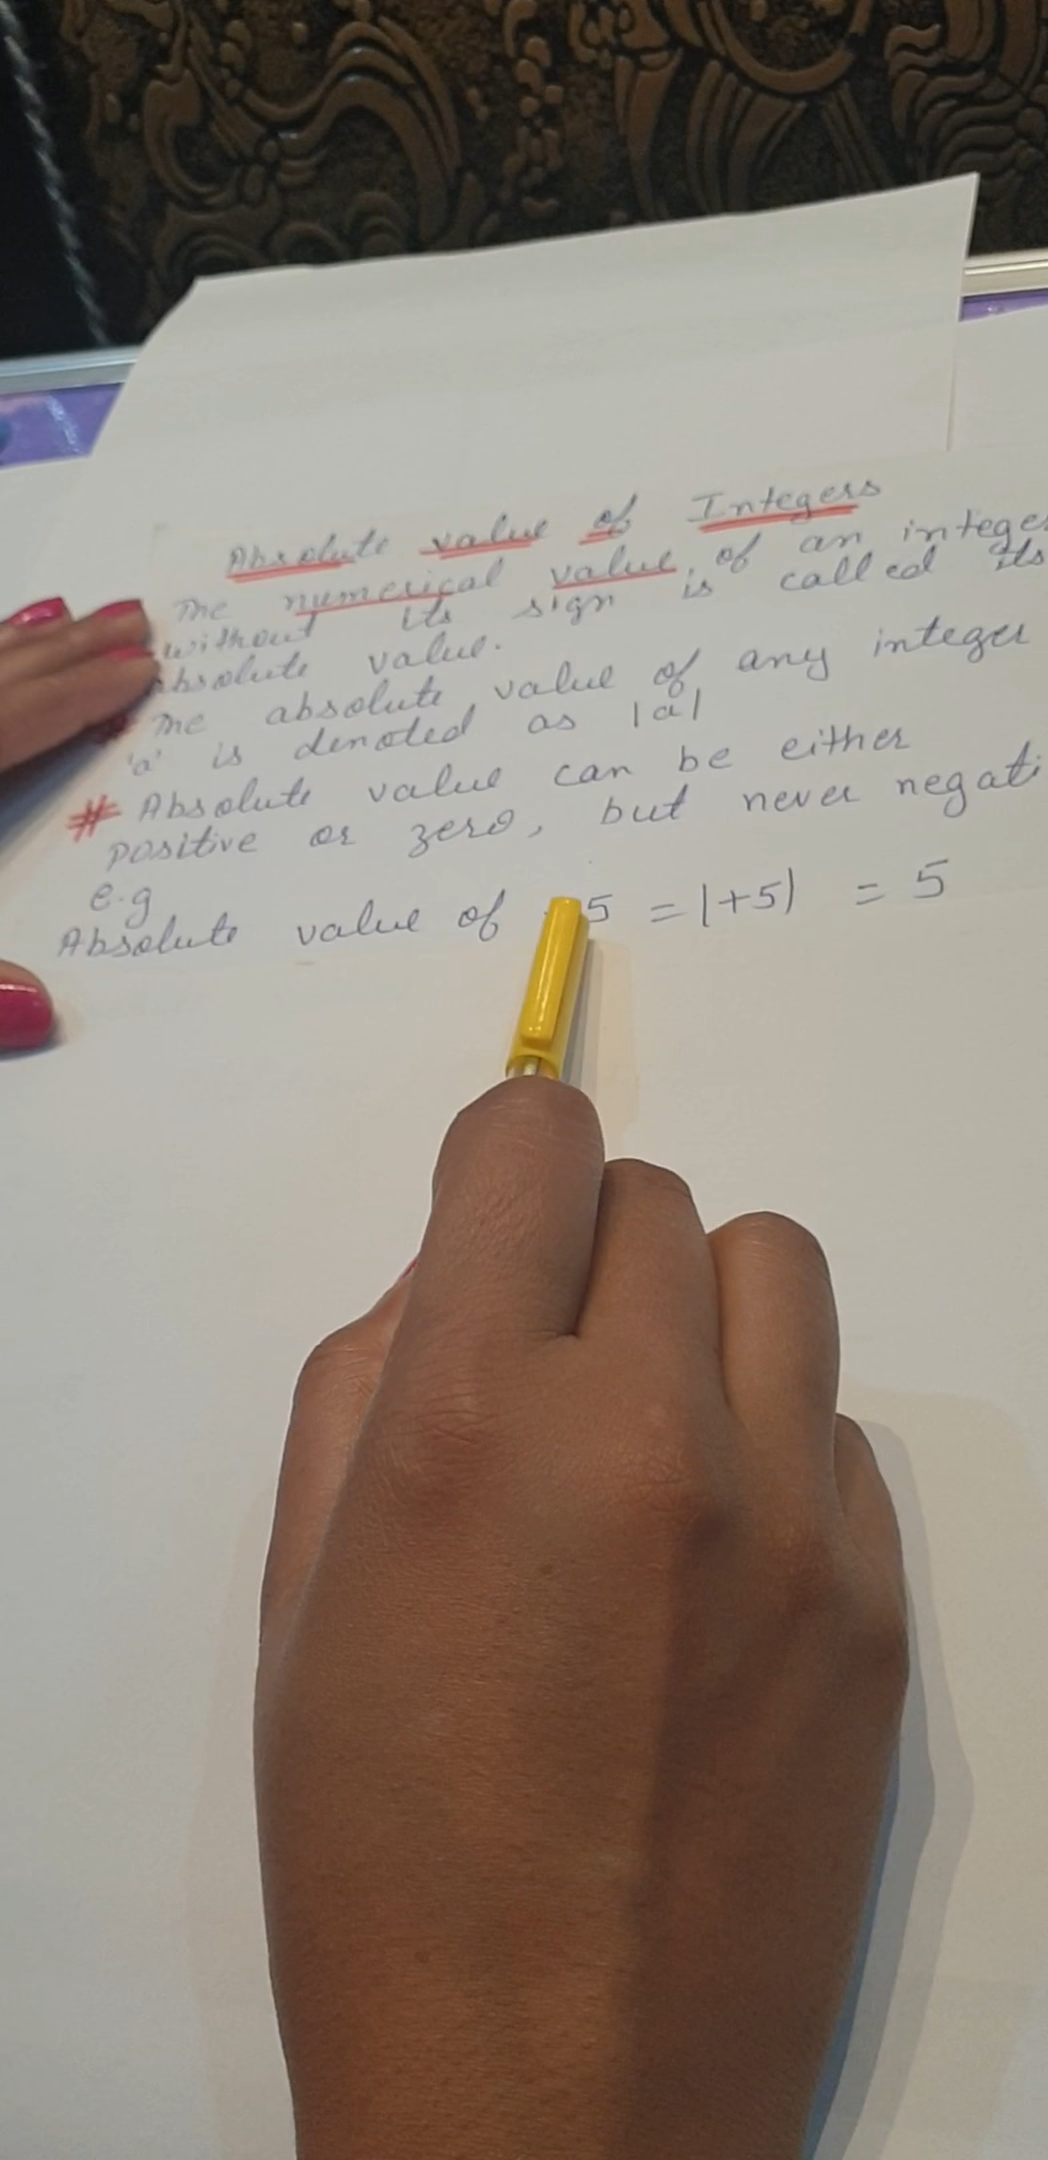 Absolute value of Integers
The numerical value, of an intege
without its sign is called its
absolute value.
The absolute value of any integer
'a' is denoted as |a|
# Absolute value can be either
positive or zero, but never negati
e.g
Absolute value of 5 = |+5| = 5